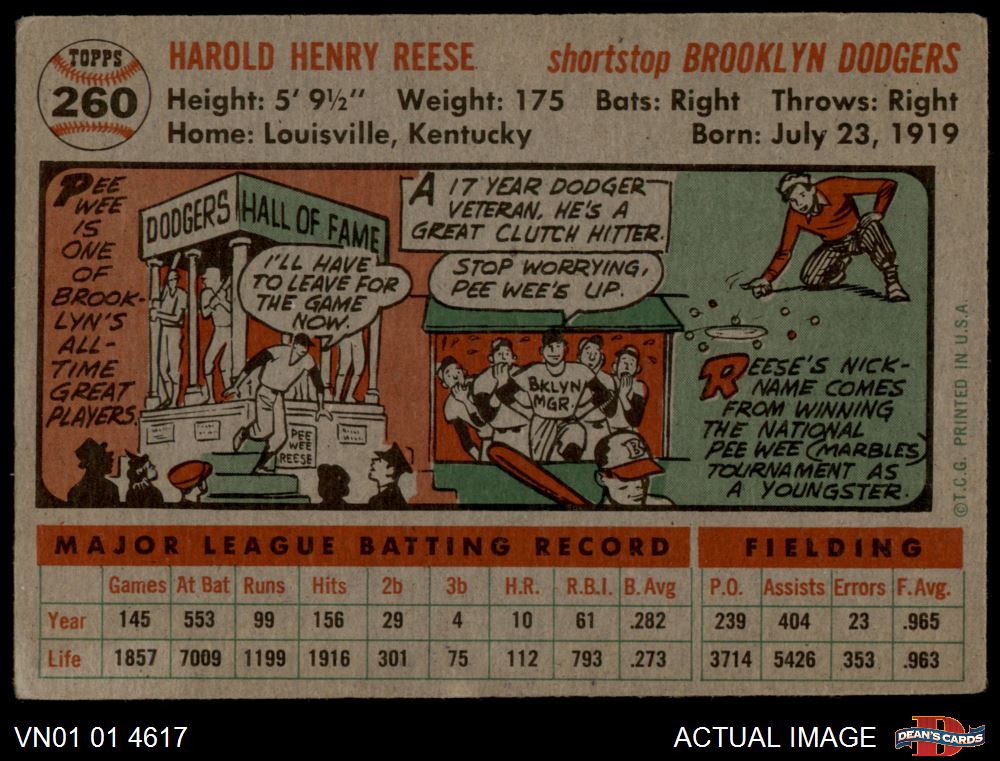 TOPPS
260
HAROLD HENRY REESE shortstop BROOKLYN DODGERS
Height: 5' 9½" Weight: 175 Bats: Right Throws: Right
Home: Louisville, Kentucky Born: July 23, 1919
PEE
WEE
IS
ONE
OF
BROOK-
LYN'S
ALL-
TIME
GREAT
PLAYERS.
DODGERS HALL OF FAME
I'LL HAVE
TO LEAVE FOR
THE GAME
NOW.
PEE
WEE
REESE
A 17 YEAR DODGER
VETERAN, HE'S A
GREAT CLUTCH HITTER.
STOP WORRYING,
PEE WEE'S UP.
BKLYN
MGR.
B
REESE'S NICK-
NAME COMES
FROM WINNING
THE NATIONAL
PEE WEE (MARBLES)
TOURNAMENT AS
A YOUNGSTER.
©T.C.G. PRINTED IN U.S.A.
MAJOR LEAGUE BATTING RECORD FIELDING
Games At Bat Runs Hits 2b 3b H.R. R.B.I. B. Avg P.O. Assists Errors F. Avg.
Year 145 553 99 156 29 4 10 61 .282 239 404 23 .965
Life 1857 7009 1199 1916 301 75 112 793 .273 3714 5426 353 .963
VN01 01 4617 ACTUAL IMAGE DEAN'S CARDS